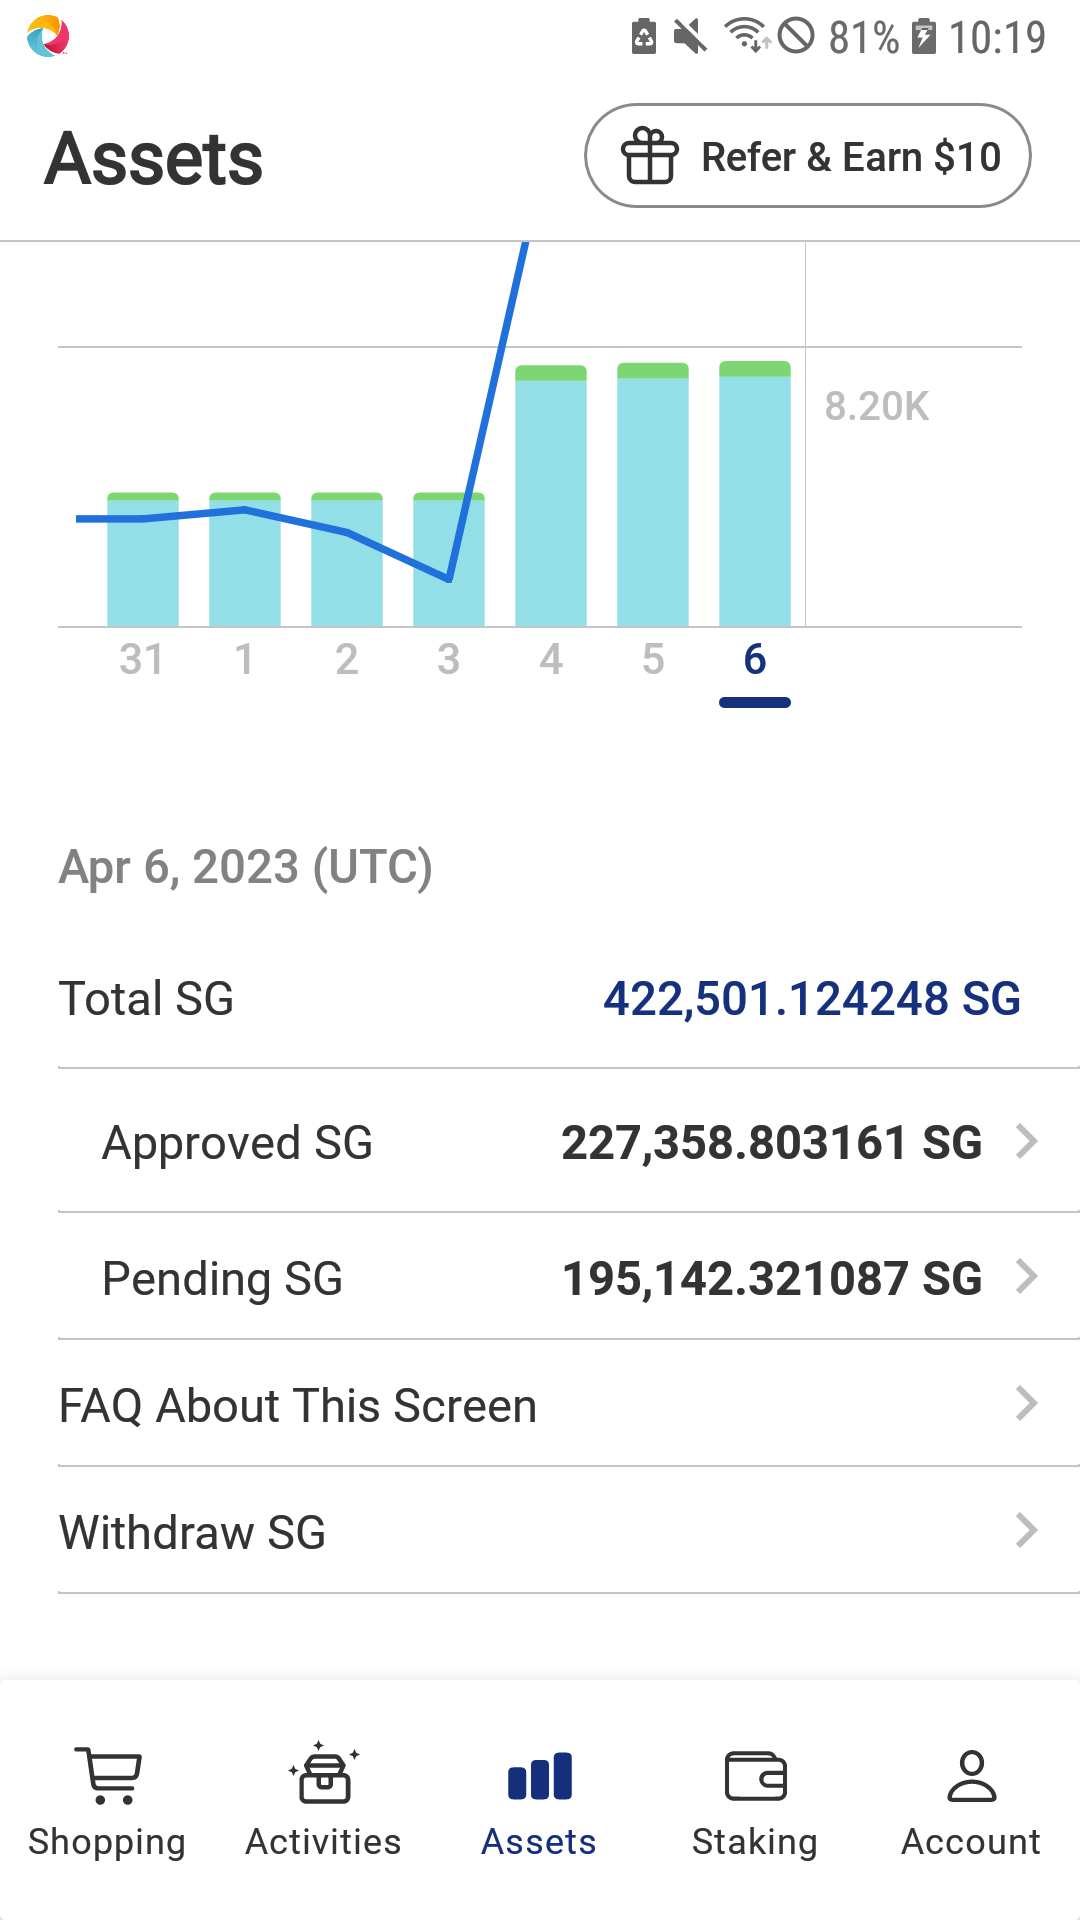 81% 10:19
Assets
Refer & Earn $10
8.20K
31 1 2 3 4 5 6
Apr 6, 2023 (UTC)
Total SG 422,501.124248 SG
Approved SG 227,358.803161 SG
Pending SG 195,142.321087 SG
FAQ About This Screen
Withdraw SG
Shopping Activities Assets Staking Account